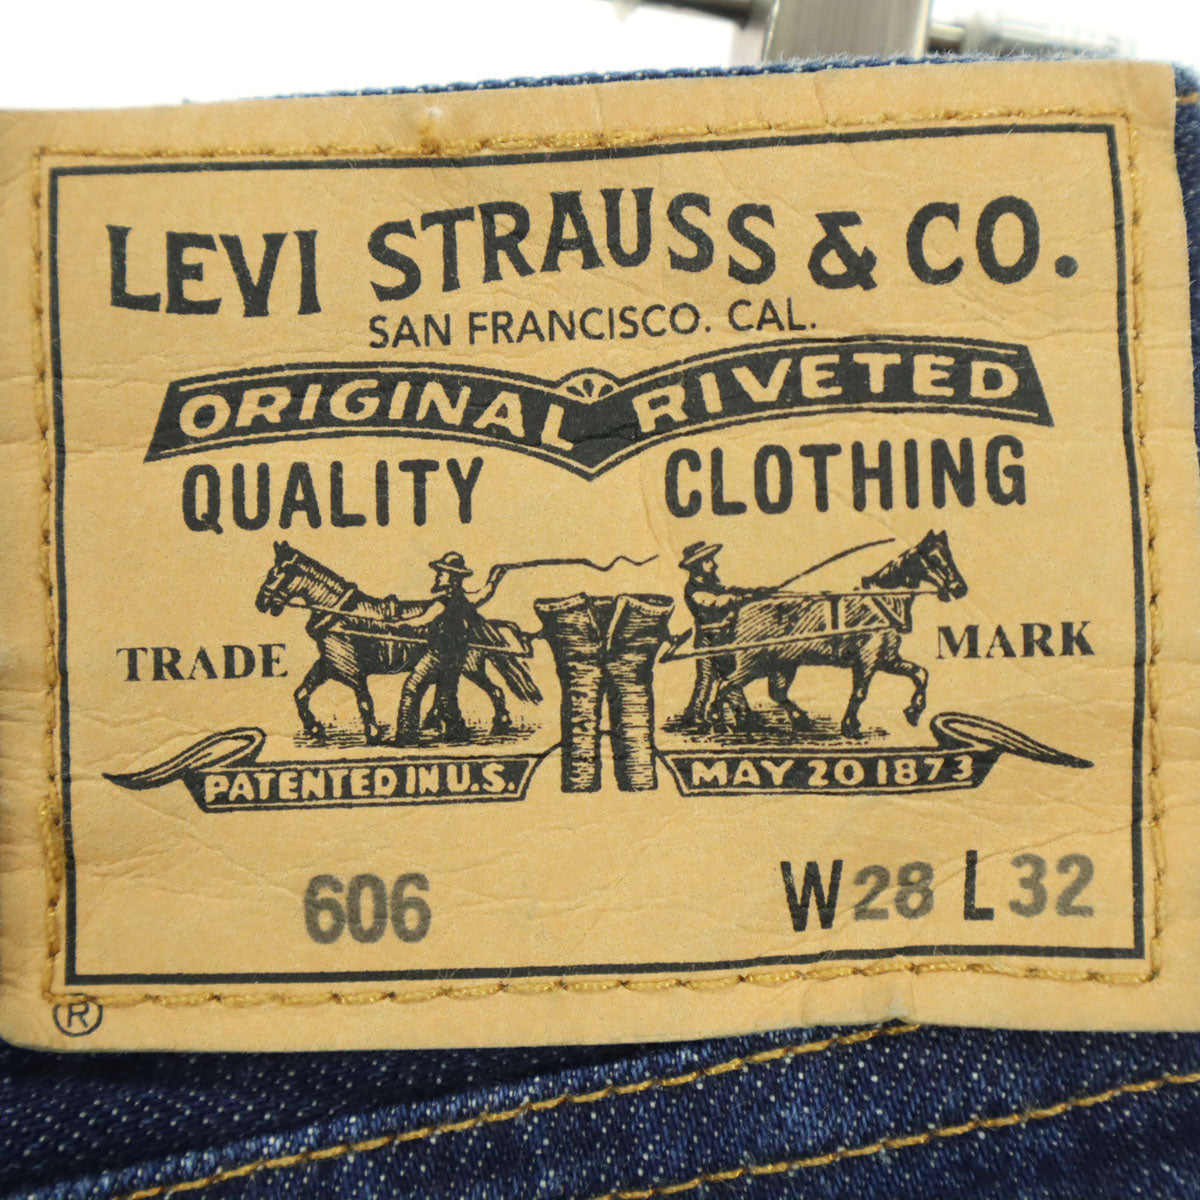 LEVI STRAUSS & CO.
SAN FRANCISCO. CAL.
ORIGINAL RIVETED
QUALITY CLOTHING
TRADE MARK
PATENTED IN U.S. MAY 20 1873
606 W28 L32
®